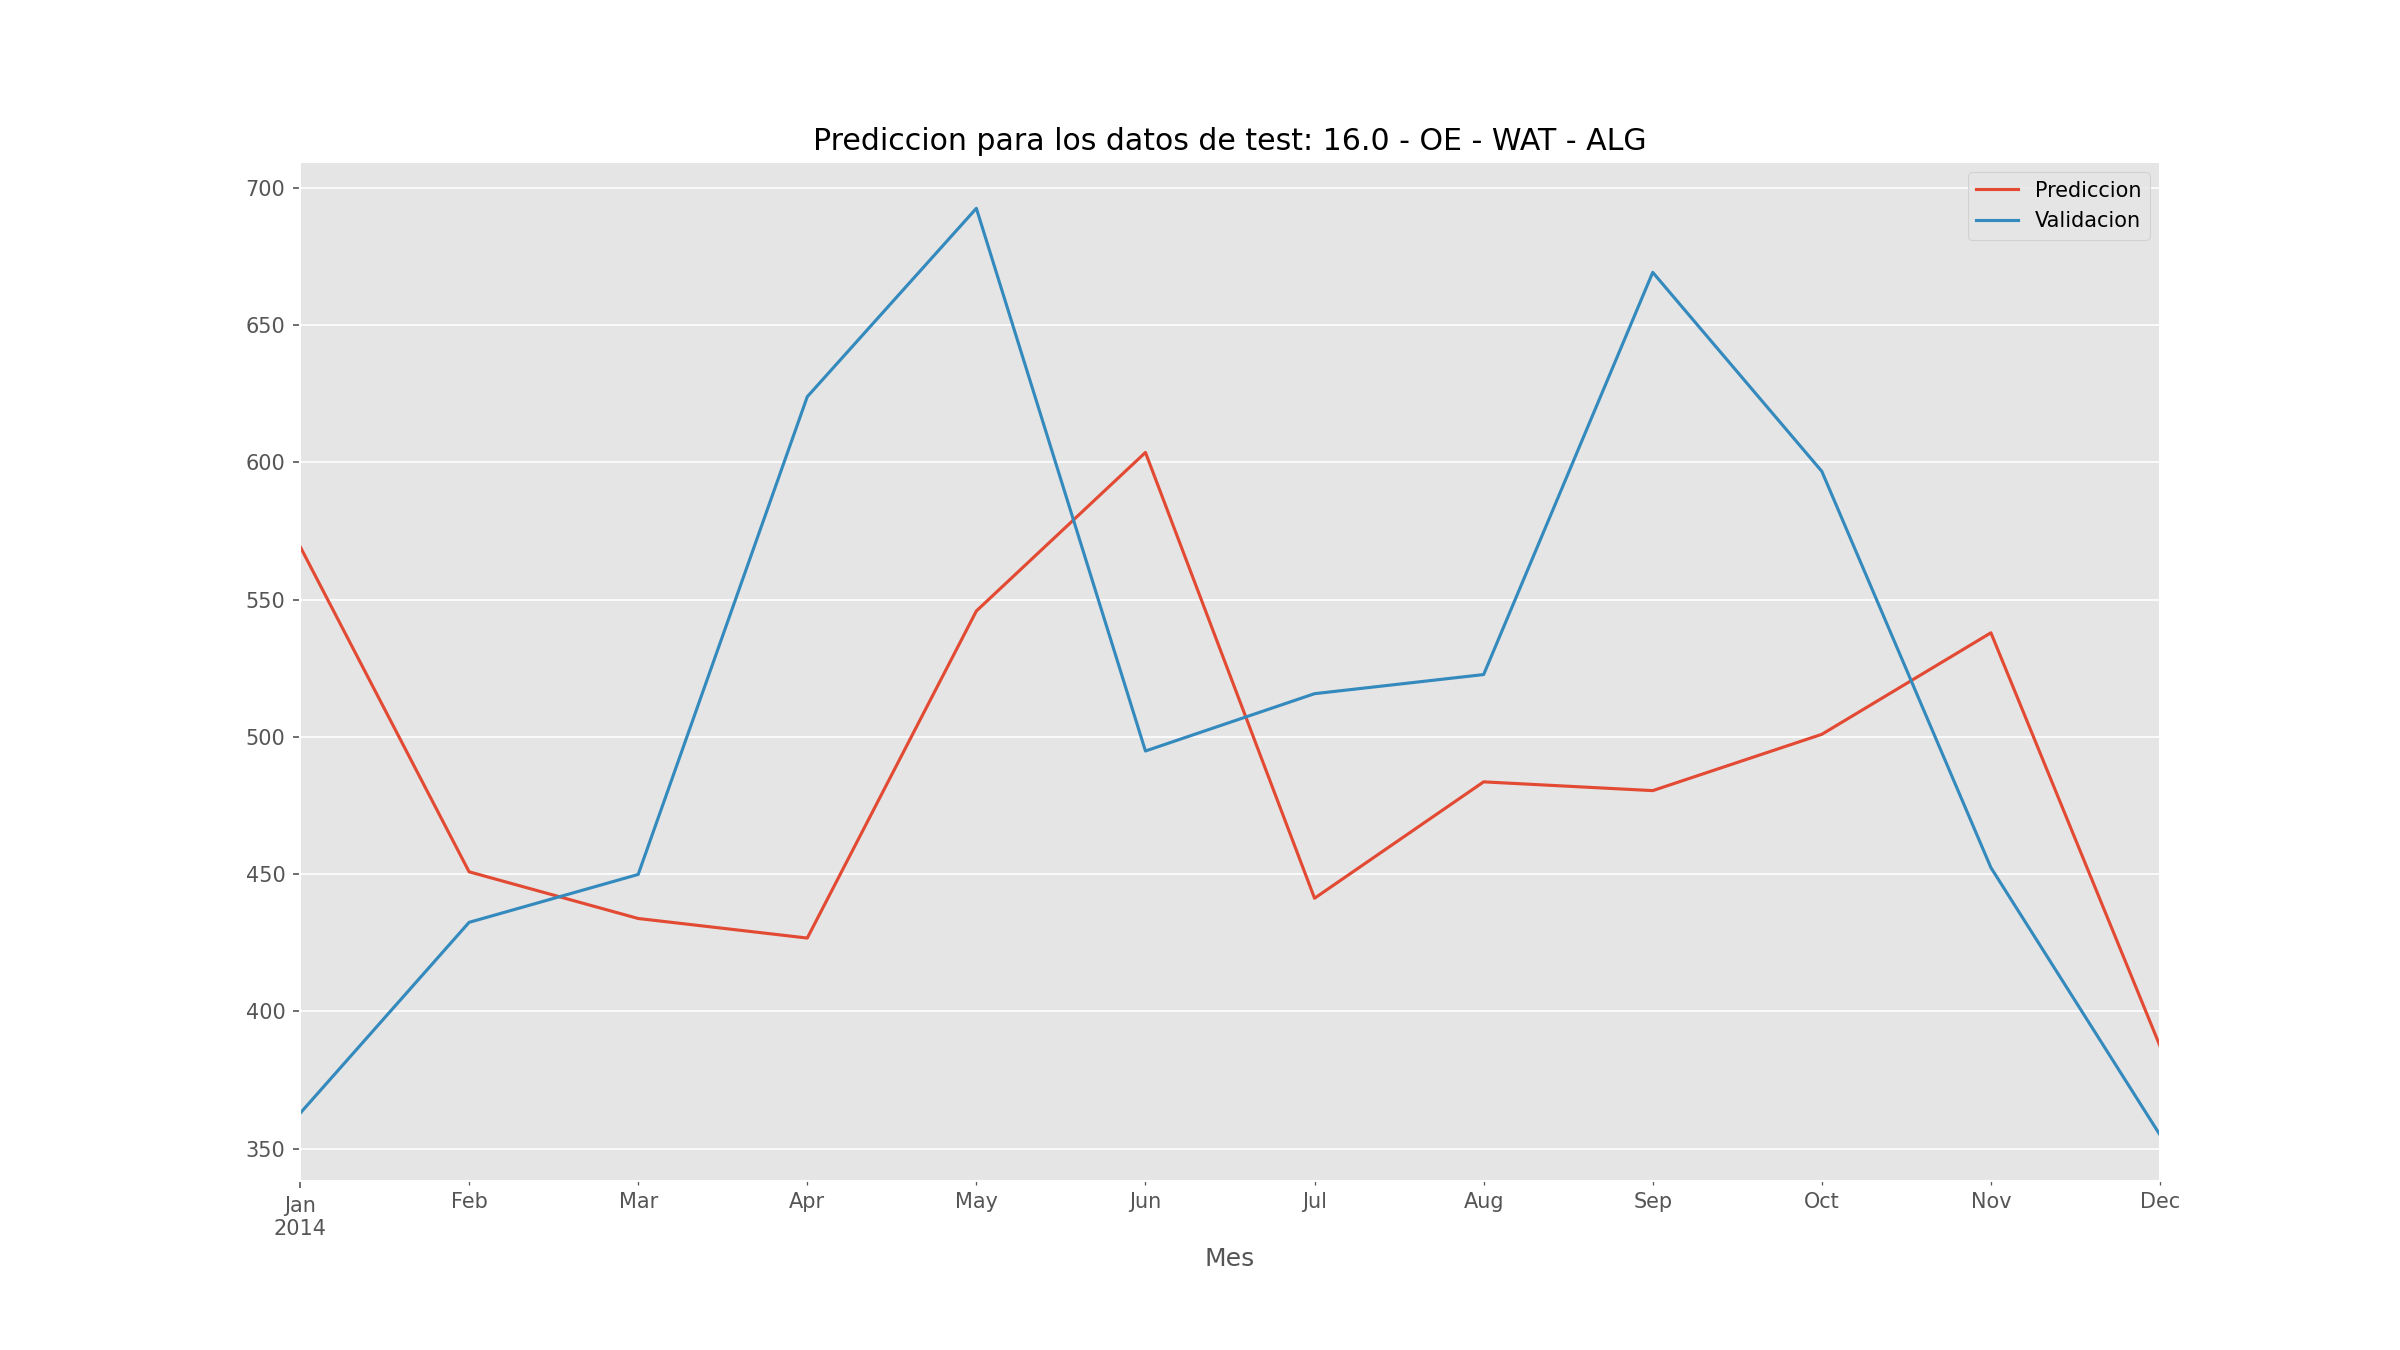 Prediccion para los datos de test: 16.0 - OE - WAT - ALG
Prediccion
Validacion
700
650
600
550
500
450
400
350
Jan Feb Mar Apr May Jun Jul Aug Sep Oct Nov Dec
2014
Mes